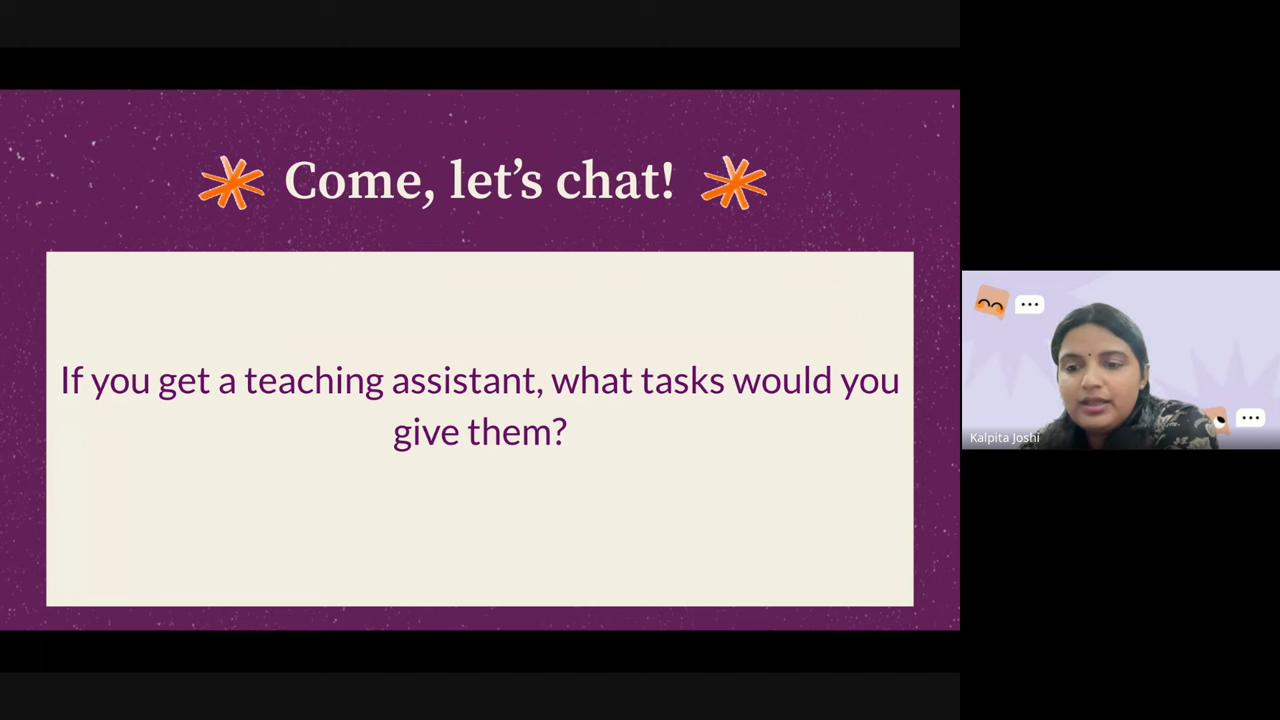 Come, let’s chat!
If you get a teaching assistant, what tasks would you
give them?
Kalpita Joshi